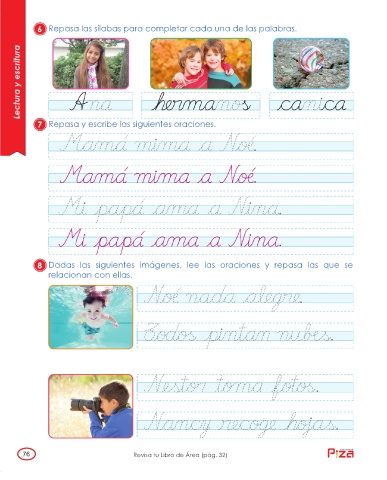 Lectura y escritura
6 Repasa las sílabas para completar cada una de las palabras.
Ana hermanos canica
7 Repasa y escribe las siguientes oraciones.
Mamá mima a Noé.
Mamá mima a Noé.
Mi papá ama a Nina.
Mi papá ama a Nina.
8 Dadas las siguientes imágenes, lee las oraciones y repasa las que se
relacionan con ellas.
Noé nada alegre.
Todos pintan nubes.
Nestor toma fotos.
Nancy recoge hojas.
76
Revisa tu Libro de Área (pág. 32)
Piza